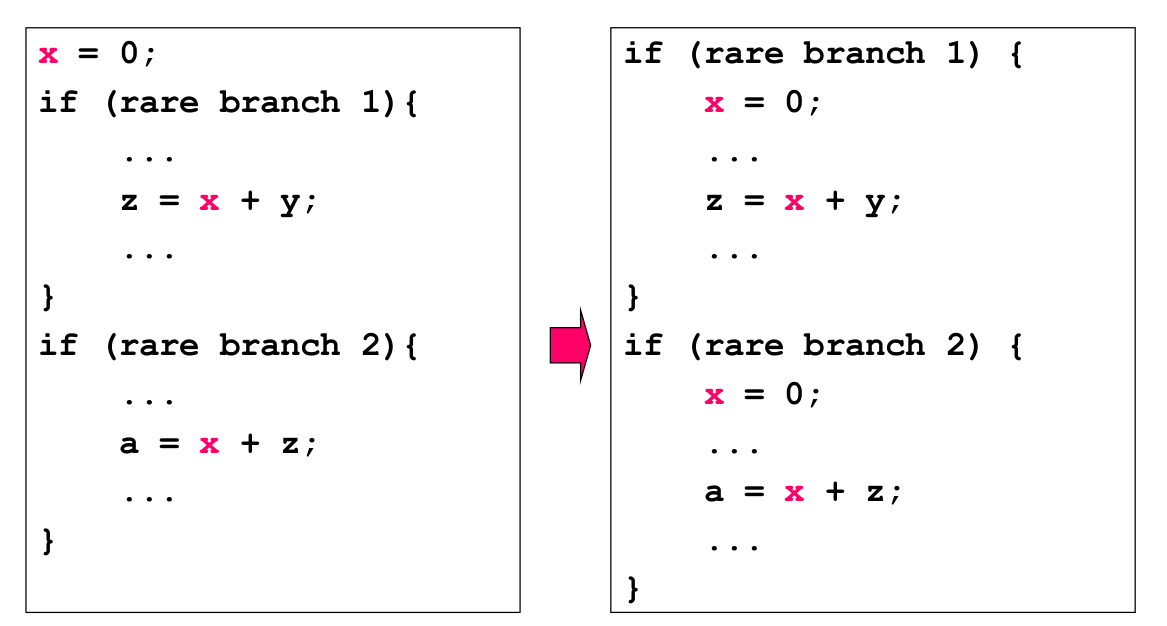 x = 0;
if (rare branch 1){
...
z = x + y;
...
}
if (rare branch 2){
...
a = x + z;
...
}
if (rare branch 1) {
x = 0;
...
z = x + y;
...
}
if (rare branch 2) {
x = 0;
...
a = x + z;
...
}